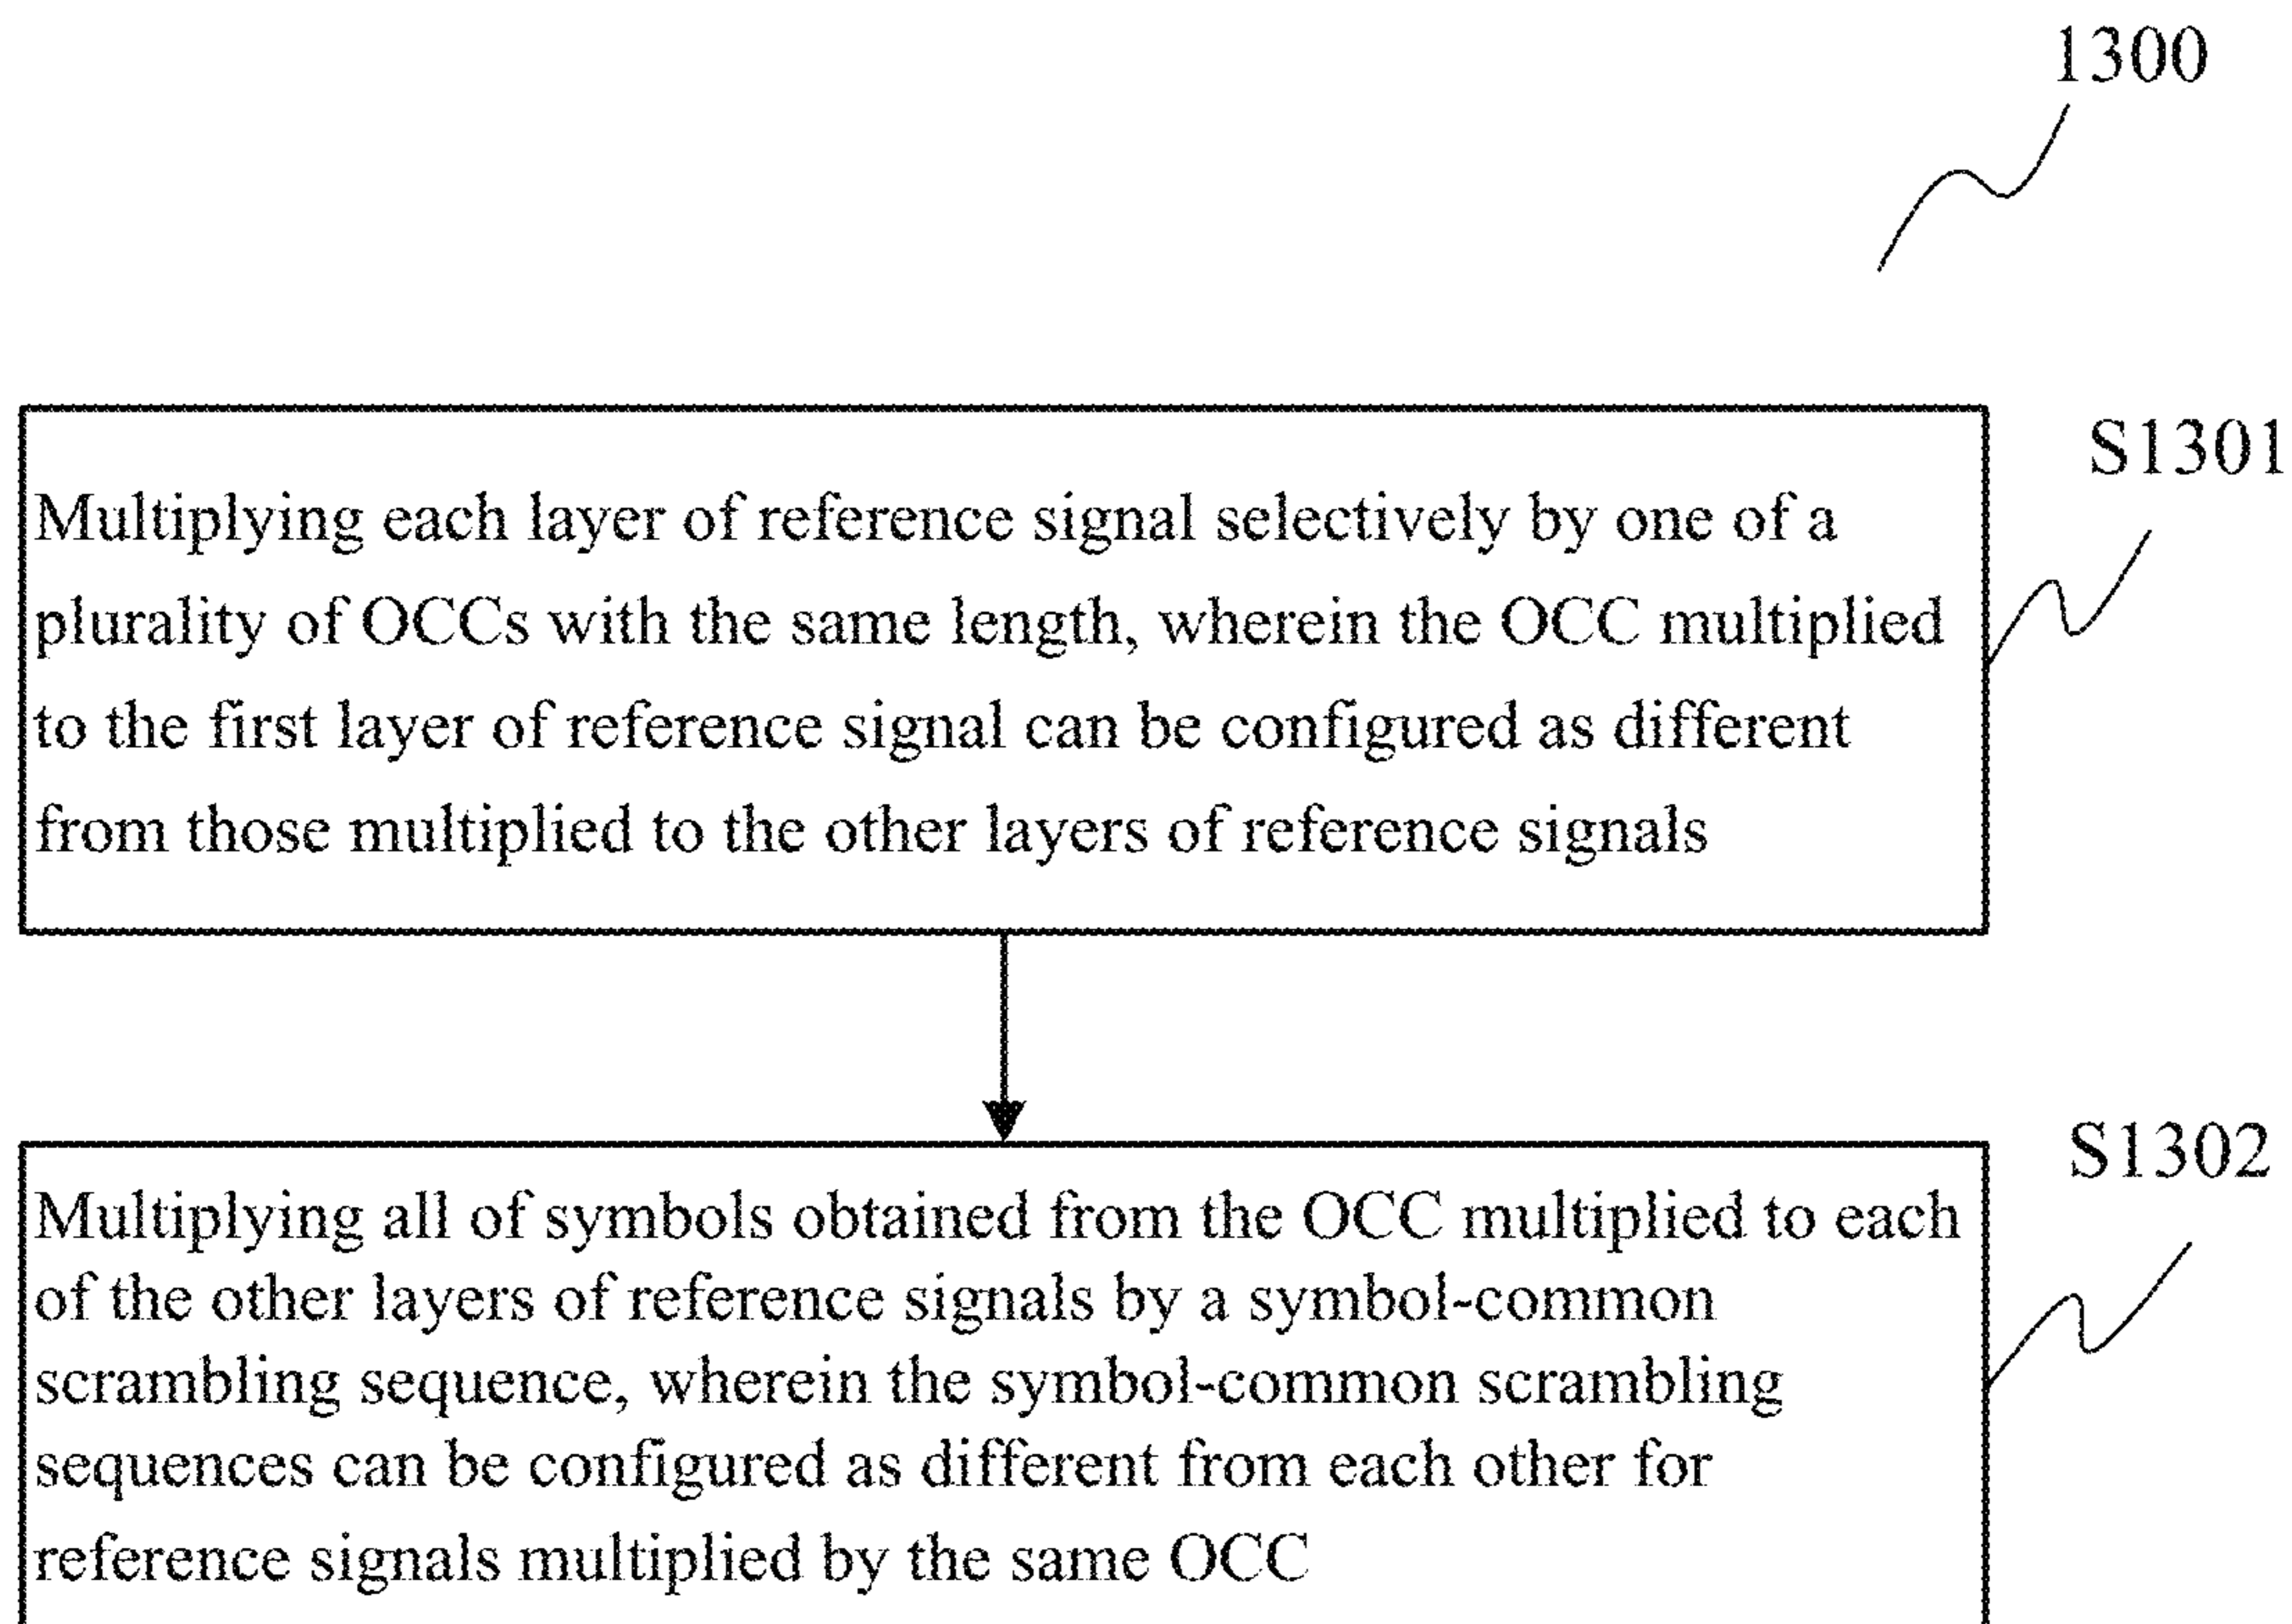 1300
S1301
Multiplying each layer of reference signal selectively by one of a
plurality of OCCs with the same length, wherein the OCC multiplied
to the first layer of reference signal can be configured as different
from those multiplied to the other layers of reference signals
S1302
Multiplying all of symbols obtained from the OCC multiplied to each
of the other layers of reference signals by a symbol-common
scrambling sequence, wherein the symbol-common scrambling
sequences can be configured as different from each other for
reference signals multiplied by the same OCC